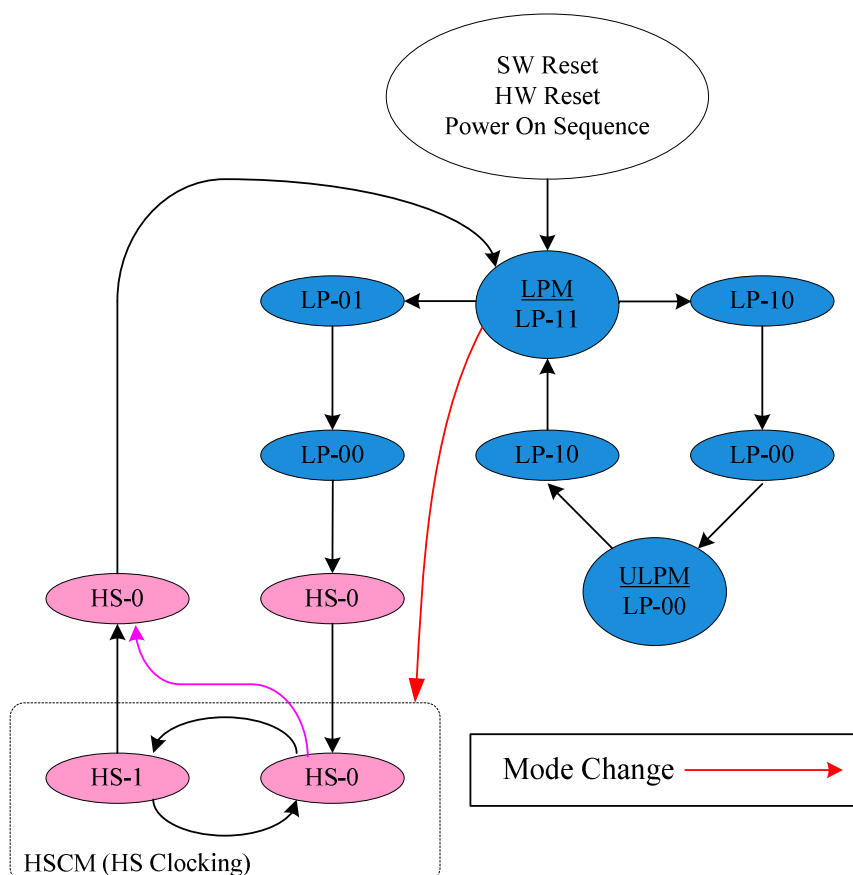 SW Reset
HW Reset
Power On Sequence
LP-01
LPM
LP-11
LP-10
LP-00
LP-10
LP-00
ULPM
LP-00
HS-0
HS-0
HS-1
HS-0
Mode Change
HSCM (HS Clocking)